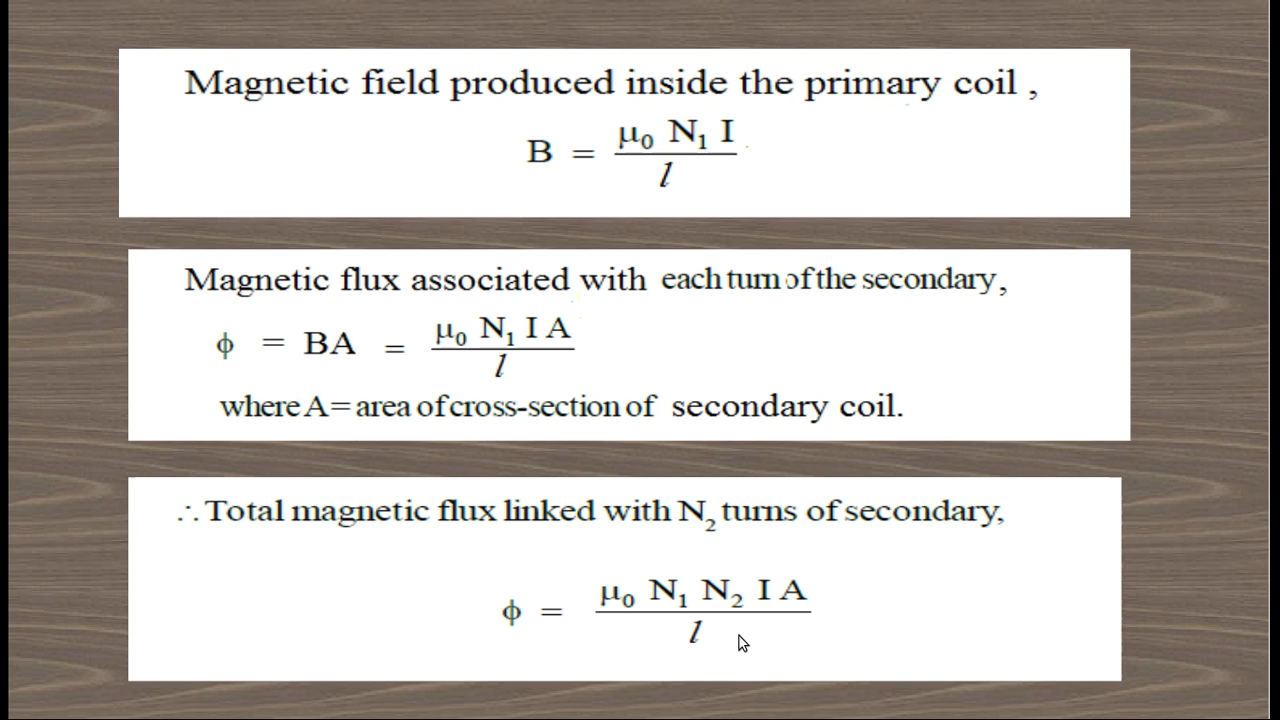 Magnetic field produced inside the primary coil ,
B = μ₀ N₁ I / l
Magnetic flux associated with each turn of the secondary,
ϕ = BA = μ₀ N₁ I A / l
where A = area of cross-section of secondary coil.
∴ Total magnetic flux linked with N₂ turns of secondary,
ϕ = μ₀ N₁ N₂ I A / l